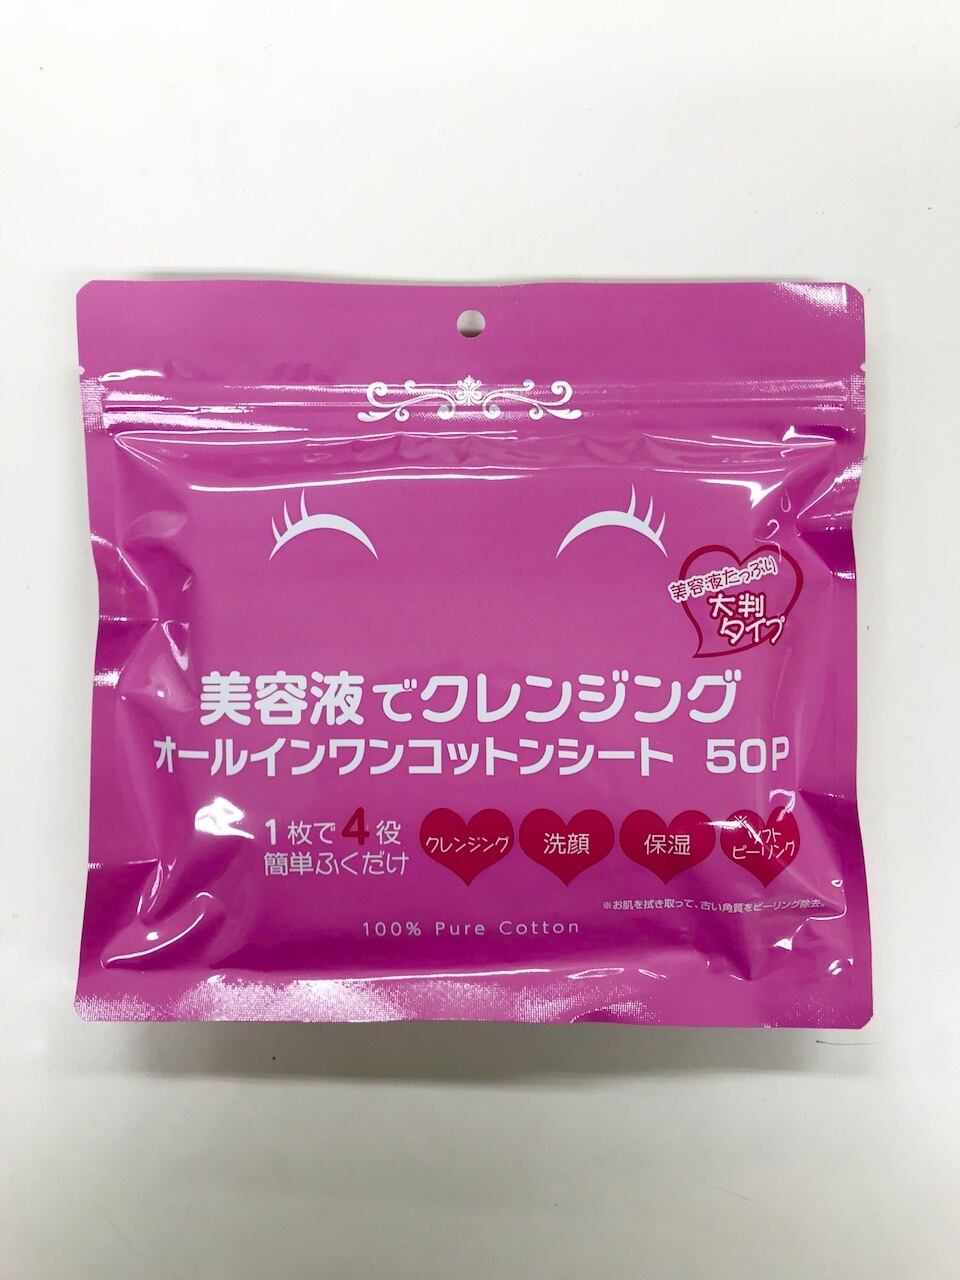 美容液たっぷり
大判
タイプ
美容液でクレンジング
オールインワンコットンシート 50P
1枚で4役
簡単ふくだけ
クレンジング
洗顔
保湿
※ソフト
ピーリング
※お肌を拭き取って、古い角質をピーリング除去。
100% Pure Cotton